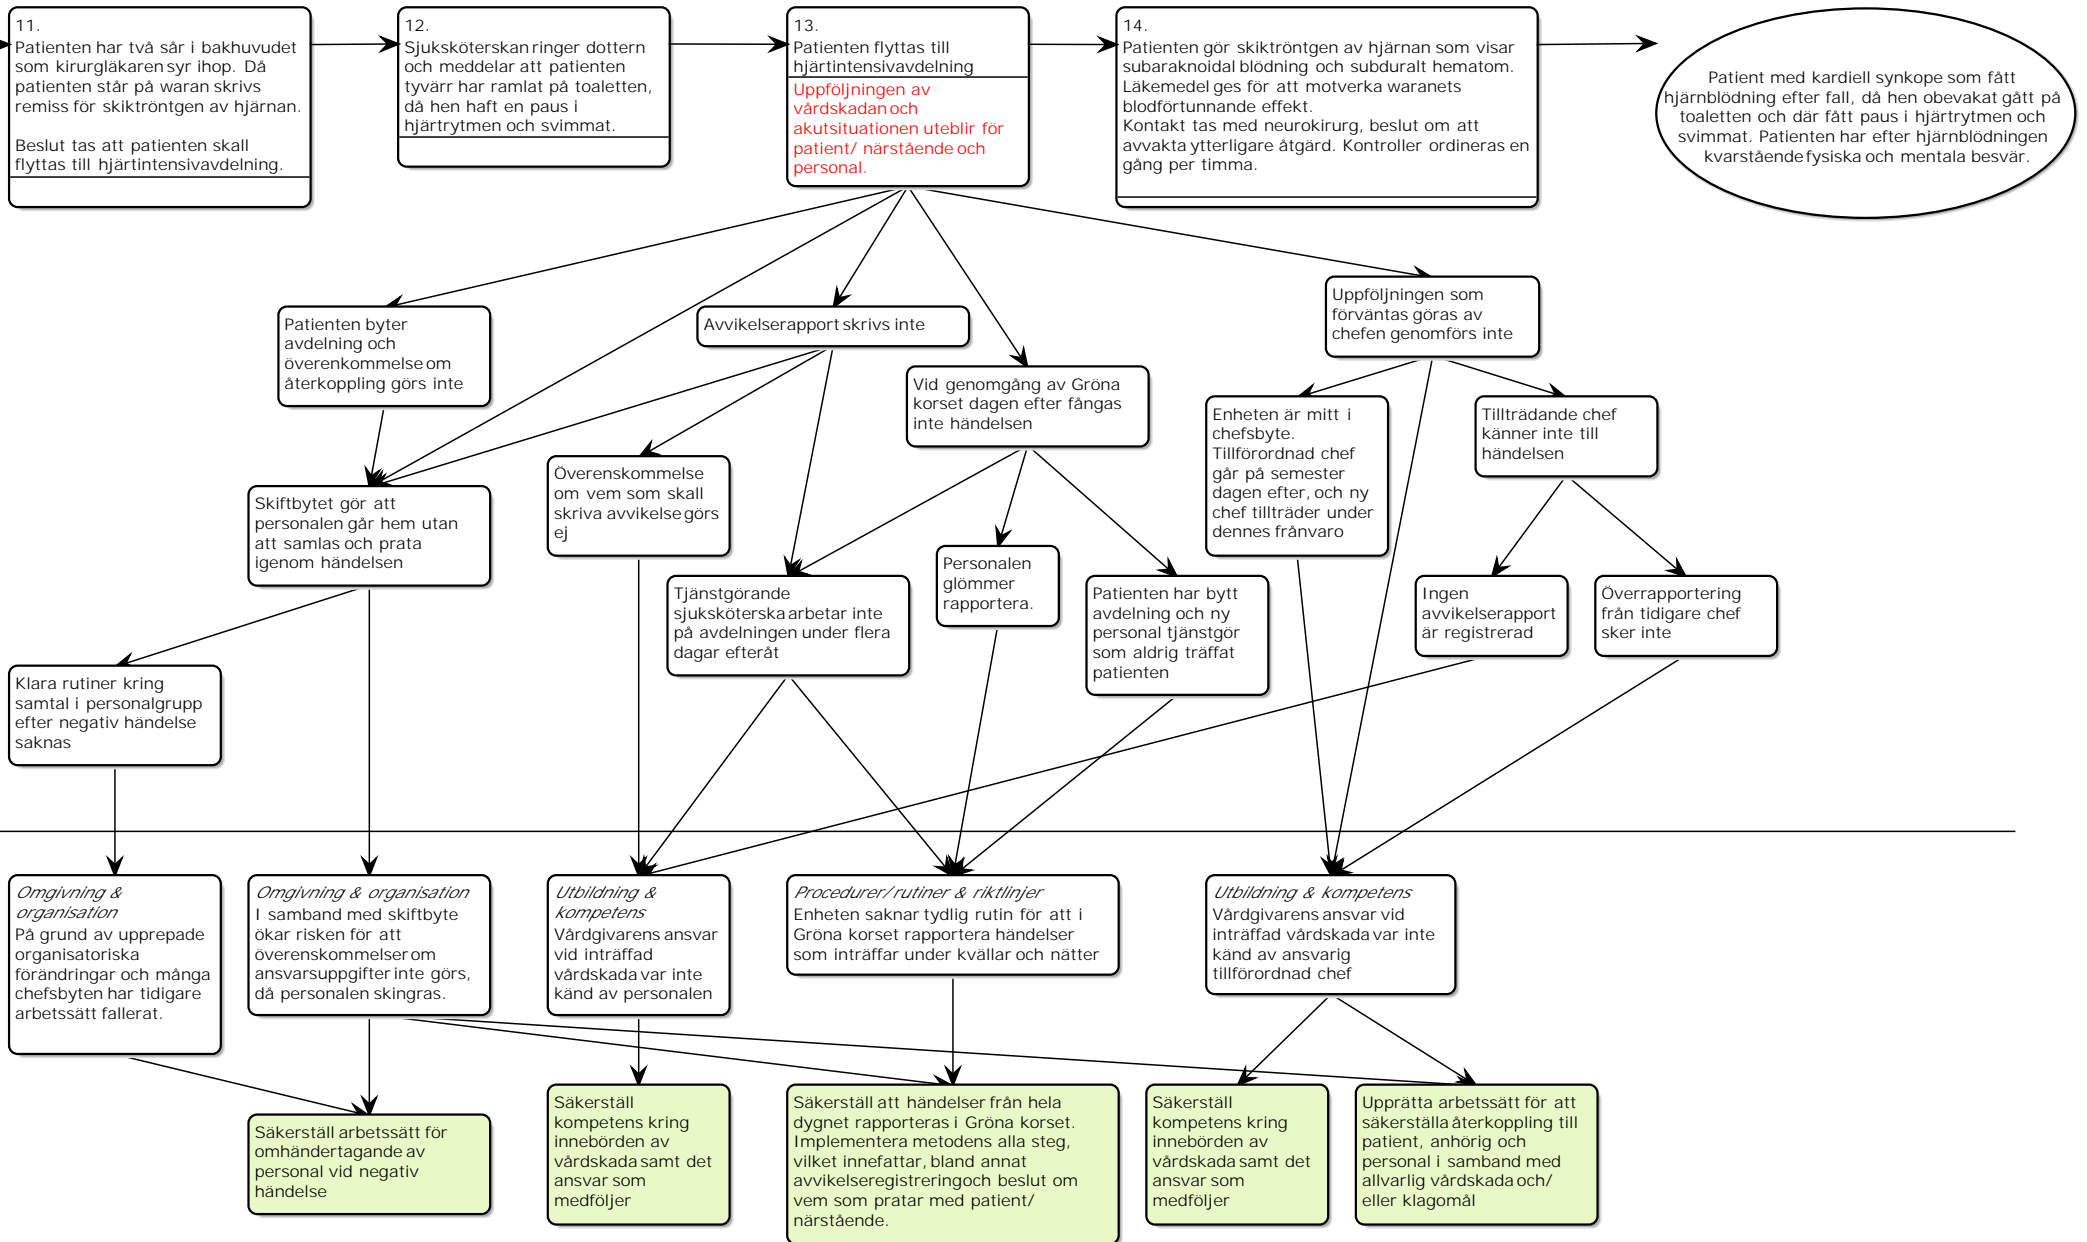 11.
Patienten har två sår i bakhuvudet
som kirurgläkaren syr ihop. Då
patienten står på waran skrivs
remiss för skiktröntgen av hjärnan.
Beslut tas att patienten skall
flyttas till hjärtintensivavdelning.
12.
Sjuksköterskan ringer dottern
och meddelar att patienten
tyvärr har ramlat på toaletten,
då hen haft en paus i
hjärtrytmen och svimmat.
13.
Patienten flyttas till
hjärtintensivavdelning
Uppföljningen av
vårdskadan och
akutsituationen uteblir för
patient/ närstående och
personal.
14.
Patienten gör skiktröntgen av hjärnan som visar
subaraknoidal blödning och subduralt hematom.
Läkemedel ges för att motverka waranets
blodförtunnande effekt.
Kontakt tas med neurokirurg, beslut om att
avvakta ytterligare åtgärd. Kontroller ordineras en
gång per timma.
Patient med kardiell synkope som fått
hjärnblödning efter fall, då hen obevakat gått på
toaletten och där fått paus i hjärtrytmen och
svimmat. Patienten har efter hjärnblödningen
kvarstående fysiska och mentala besvär.
Patienten byter
avdelning och
överenkommelse om
återkoppling görs inte
Avvikelserapport skrivs inte
Uppföljningen som
förväntas göras av
chefen genomförs inte
Vid genomgång av Gröna
korset dagen efter fångas
inte händelsen
Enheten är mitt i
chefsbyte.
Tillförordnad chef
går på semester
dagen efter, och ny
chef tillträder under
dennes frånvaro
Tillträdande chef
känner inte till
händelsen
Överenskommelse
om vem som skall
skriva avvikelse görs
ej
Skiftbytet gör att
personalen går hem utan
att samlas och prata
igenom händelsen
Personalen
glömmer
rapportera.
Tjänstgörande
sjuksköterska arbetar inte
på avdelningen under flera
dagar efteråt
Patienten har bytt
avdelning och ny
personal tjänstgör
som aldrig träffat
patienten
Ingen
avvikelserapport
är registrerad
Överrapportering
från tidigare chef
sker inte
Klara rutiner kring
samtal i personalgrupp
efter negativ händelse
saknas
Omgivning &
organisation
På grund av upprepade
organisatoriska
förändringar och många
chefsbyten har tidigare
arbetssätt fallerat.
Omgivning & organisation
I samband med skiftbyte
ökar risken för att
överenskommelser om
ansvarsuppgifter inte görs,
då personalen skingras.
Utbildning &
kompetens
Vårdgivarens ansvar
vid inträffad
vårdskada var inte
känd av personalen
Procedurer/rutiner & riktlinjer
Enheten saknar tydlig rutin för att i
Gröna korset rapportera händelser
som inträffar under kvällar och nätter
Utbildning & kompetens
Vårdgivarens ansvar vid
inträffad vårdskada var inte
känd av ansvarig
tillförordnad chef
Säkerställ arbetssätt för
omhändertagande av
personal vid negativ
händelse
Säkerställ
kompetens kring
innebörden av
vårdskada samt det
ansvar som
medföljer
Säkerställ att händelser från hela
dygnet rapporteras i Gröna korset.
Implementera metodens alla steg,
vilket innefattar, bland annat
avvikelseregistreringoch beslut om
vem som pratar med patient/
närstående.
Säkerställ
kompetens kring
innebörden av
vårdskada samt det
ansvar som
medföljer
Upprätta arbetssätt för att
säkerställa återkoppling till
patient, anhörig och
personal i samband med
allvarlig vårdskada och/
eller klagomål